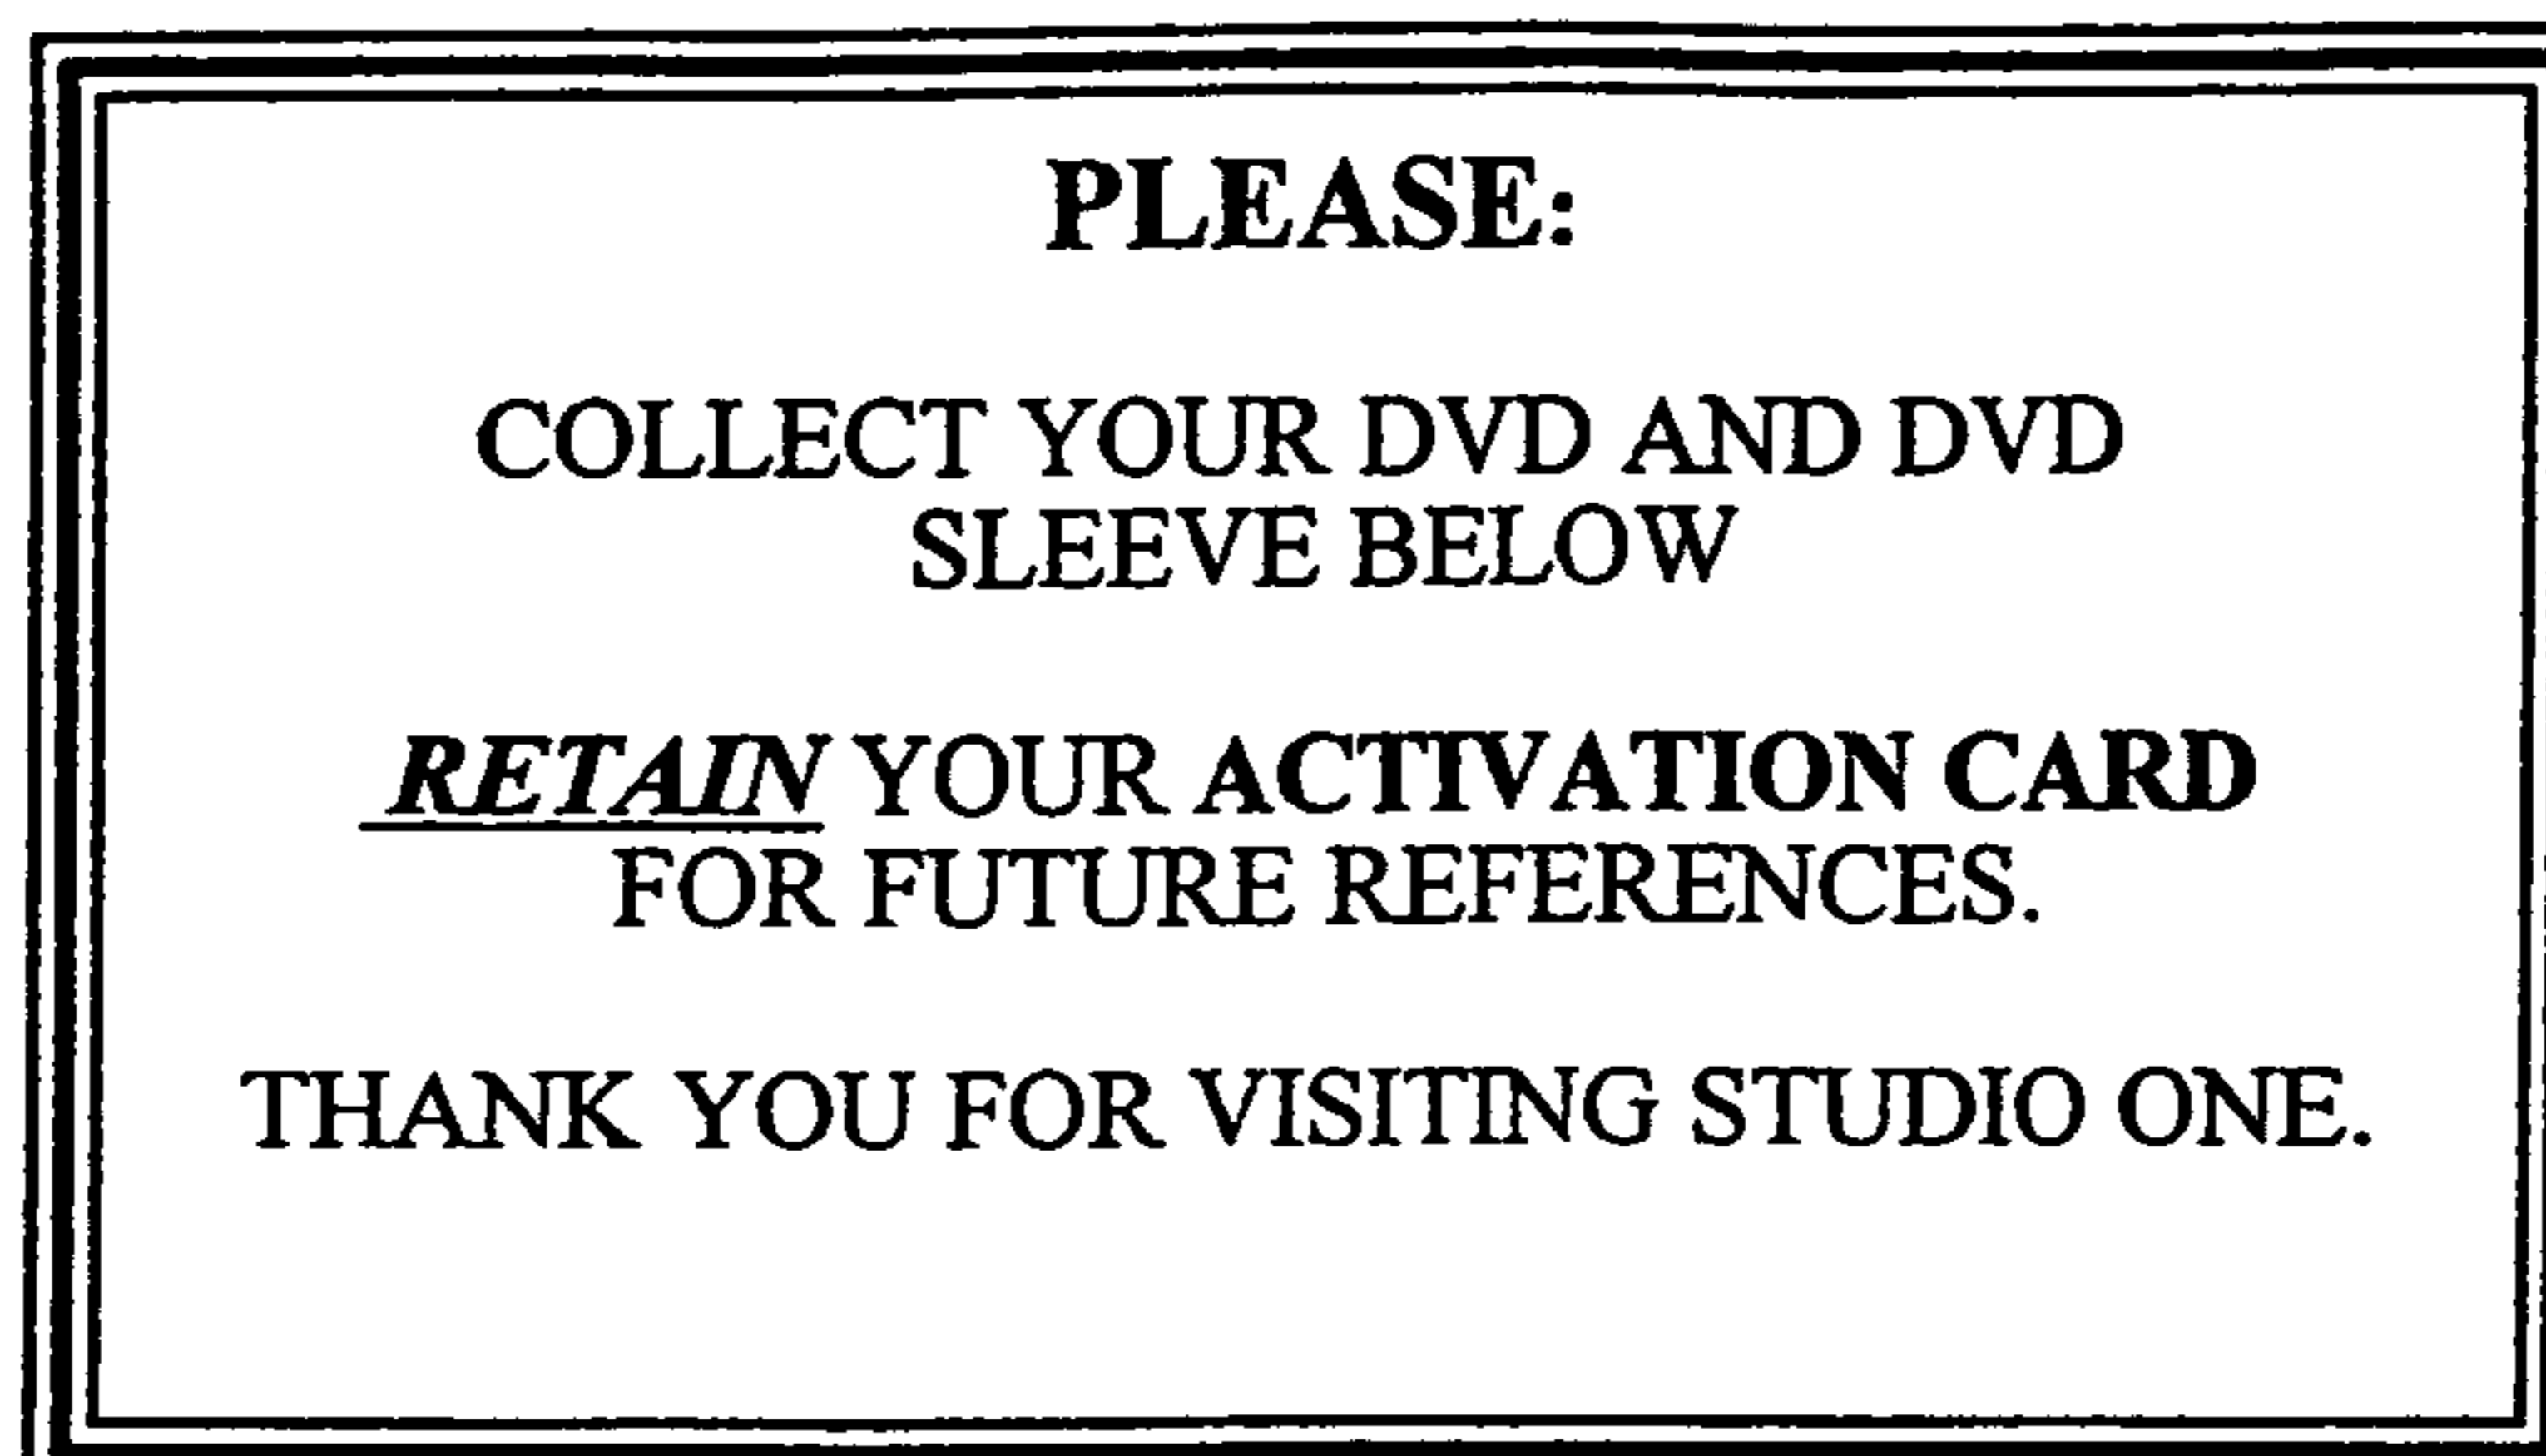 PLEASE:
COLLECT YOUR DVD AND DVD
SLEEVE BELOW
RETAIN YOUR ACTIVATION CARD
FOR FUTURE REFERENCES.
THANK YOU FOR VISITING STUDIO ONE.